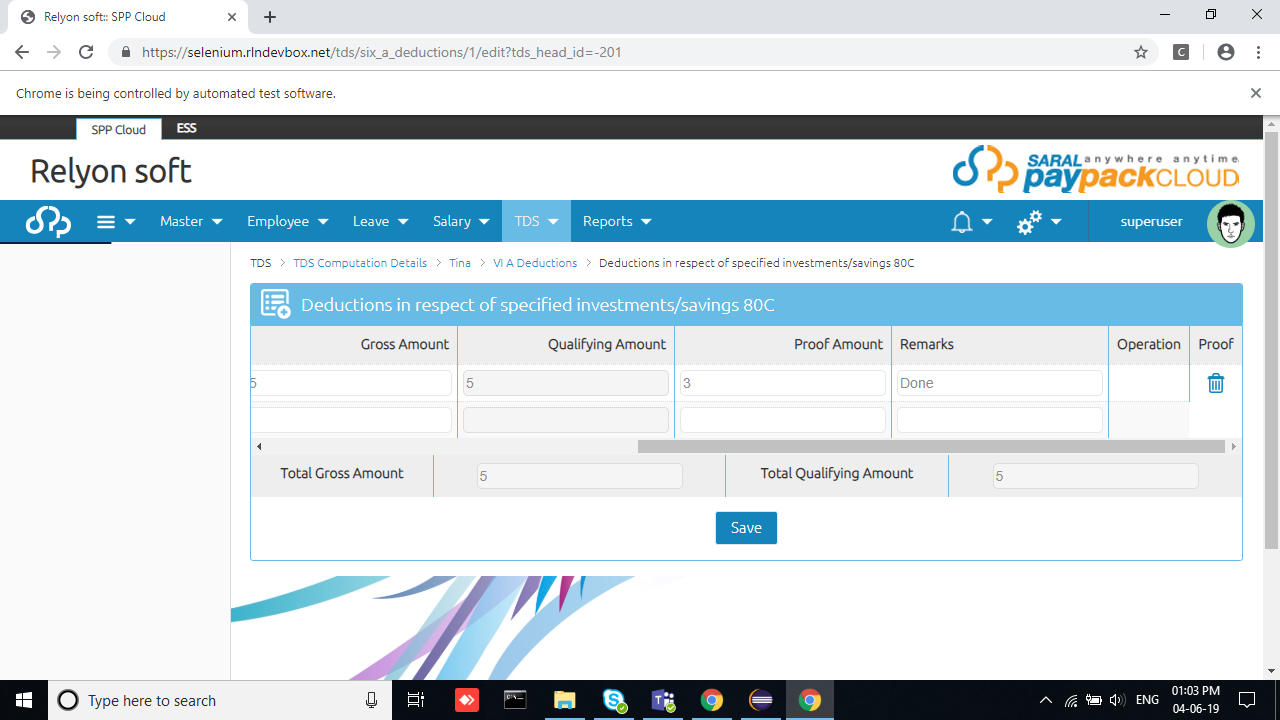 Relyon soft:: SPP Cloud
https://selenium.rlndevbox.net/tds/six_a_deductions/1/edit?tds_head_id=-201
C
Chrome is being controlled by automated test software.
SPP Cloud ESS
Relyon soft
SARAL anywhere anytime
paypackCLOUD
Master Employee Leave Salary TDS Reports superuser
TDS > TDS Computation Details > Tina > VI A Deductions > Deductions in respect of specified investments/savings 80C
Deductions in respect of specified investments/savings 80C
Gross Amount Qualifying Amount Proof Amount Remarks Operation Proof
5 5 3 Done
Total Gross Amount 5 Total Qualifying Amount 5
Save
Type here to search
ENG
01:03 PM
04-06-19